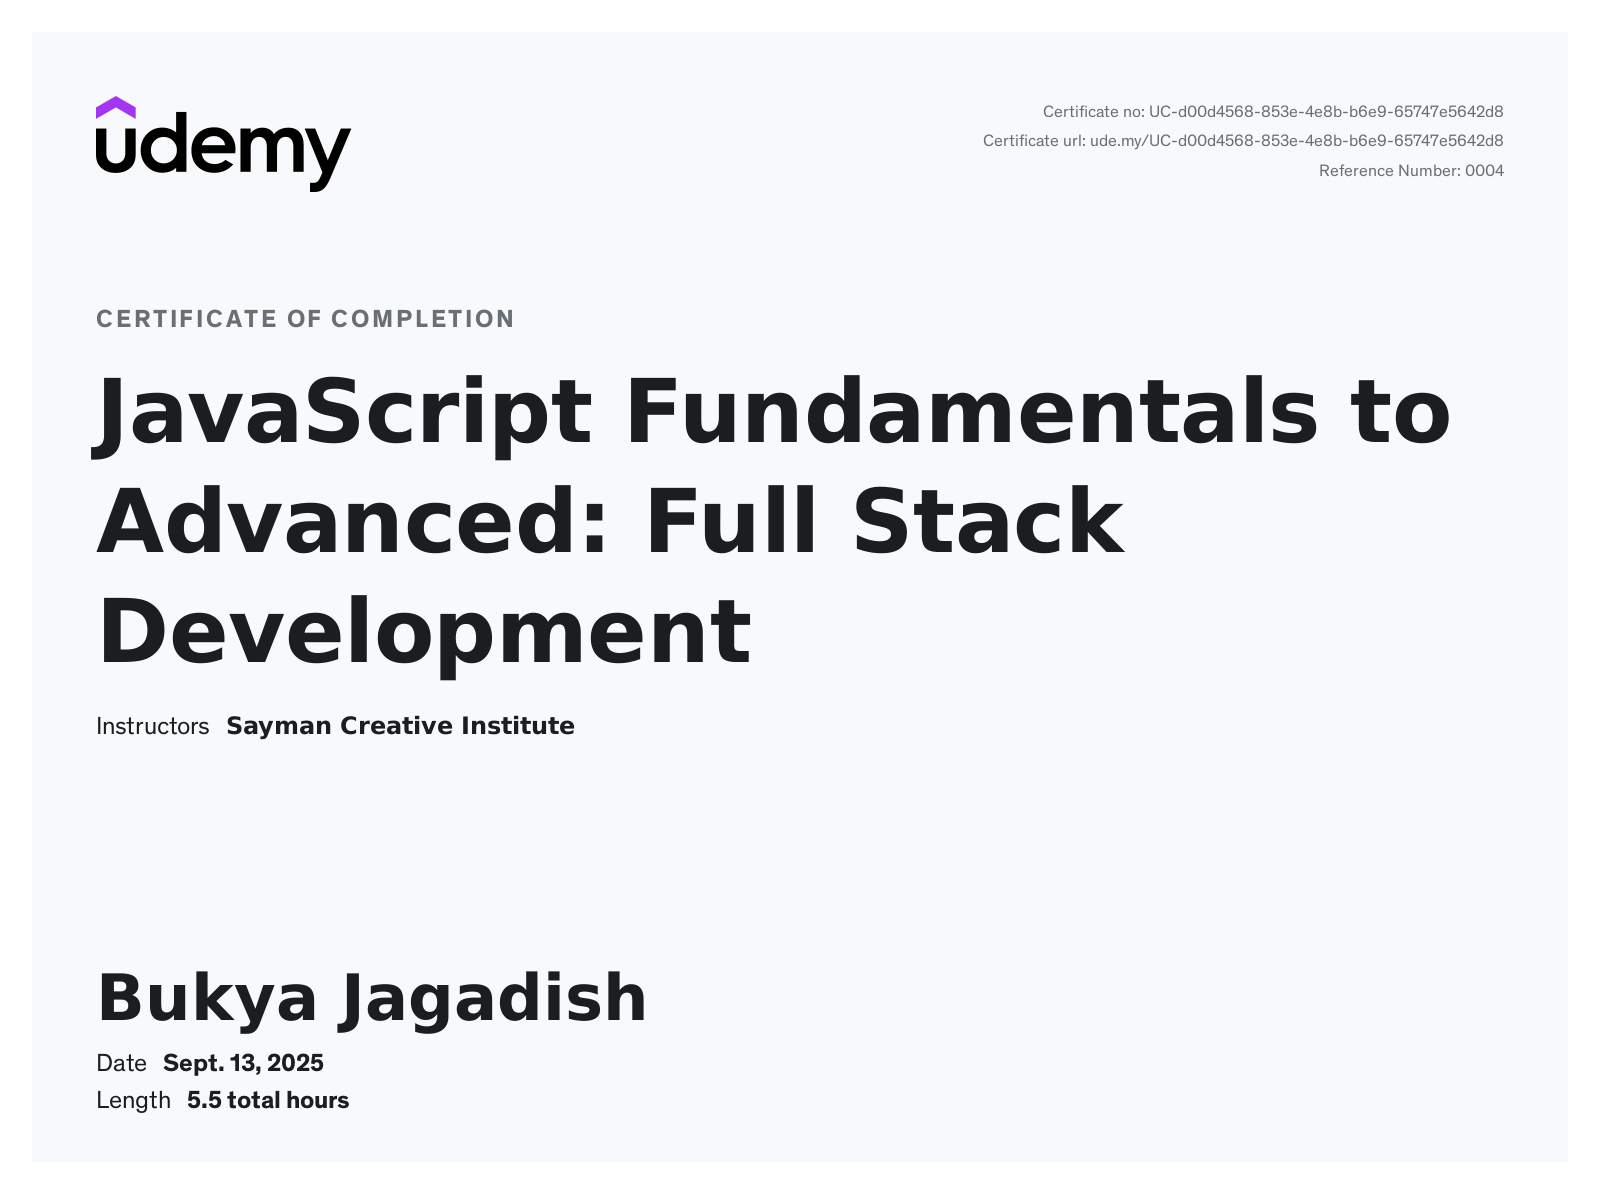 udemy
Certificate no: UC-d00d4568-853e-4e8b-b6e9-65747e5642d8
Certificate url: ude.my/UC-d00d4568-853e-4e8b-b6e9-65747e5642d8
Reference Number: 0004
CERTIFICATE OF COMPLETION
JavaScript Fundamentals to
Advanced: Full Stack
Development
Instructors Sayman Creative Institute
Bukya Jagadish
Date Sept. 13, 2025
Length 5.5 total hours